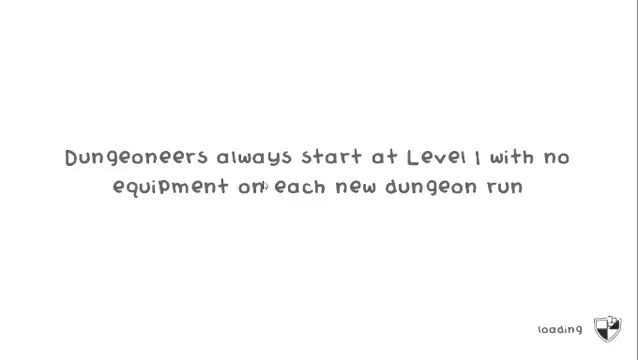 Dungeoneers always start at Level 1 with no
equipment on each new dungeon run
loading